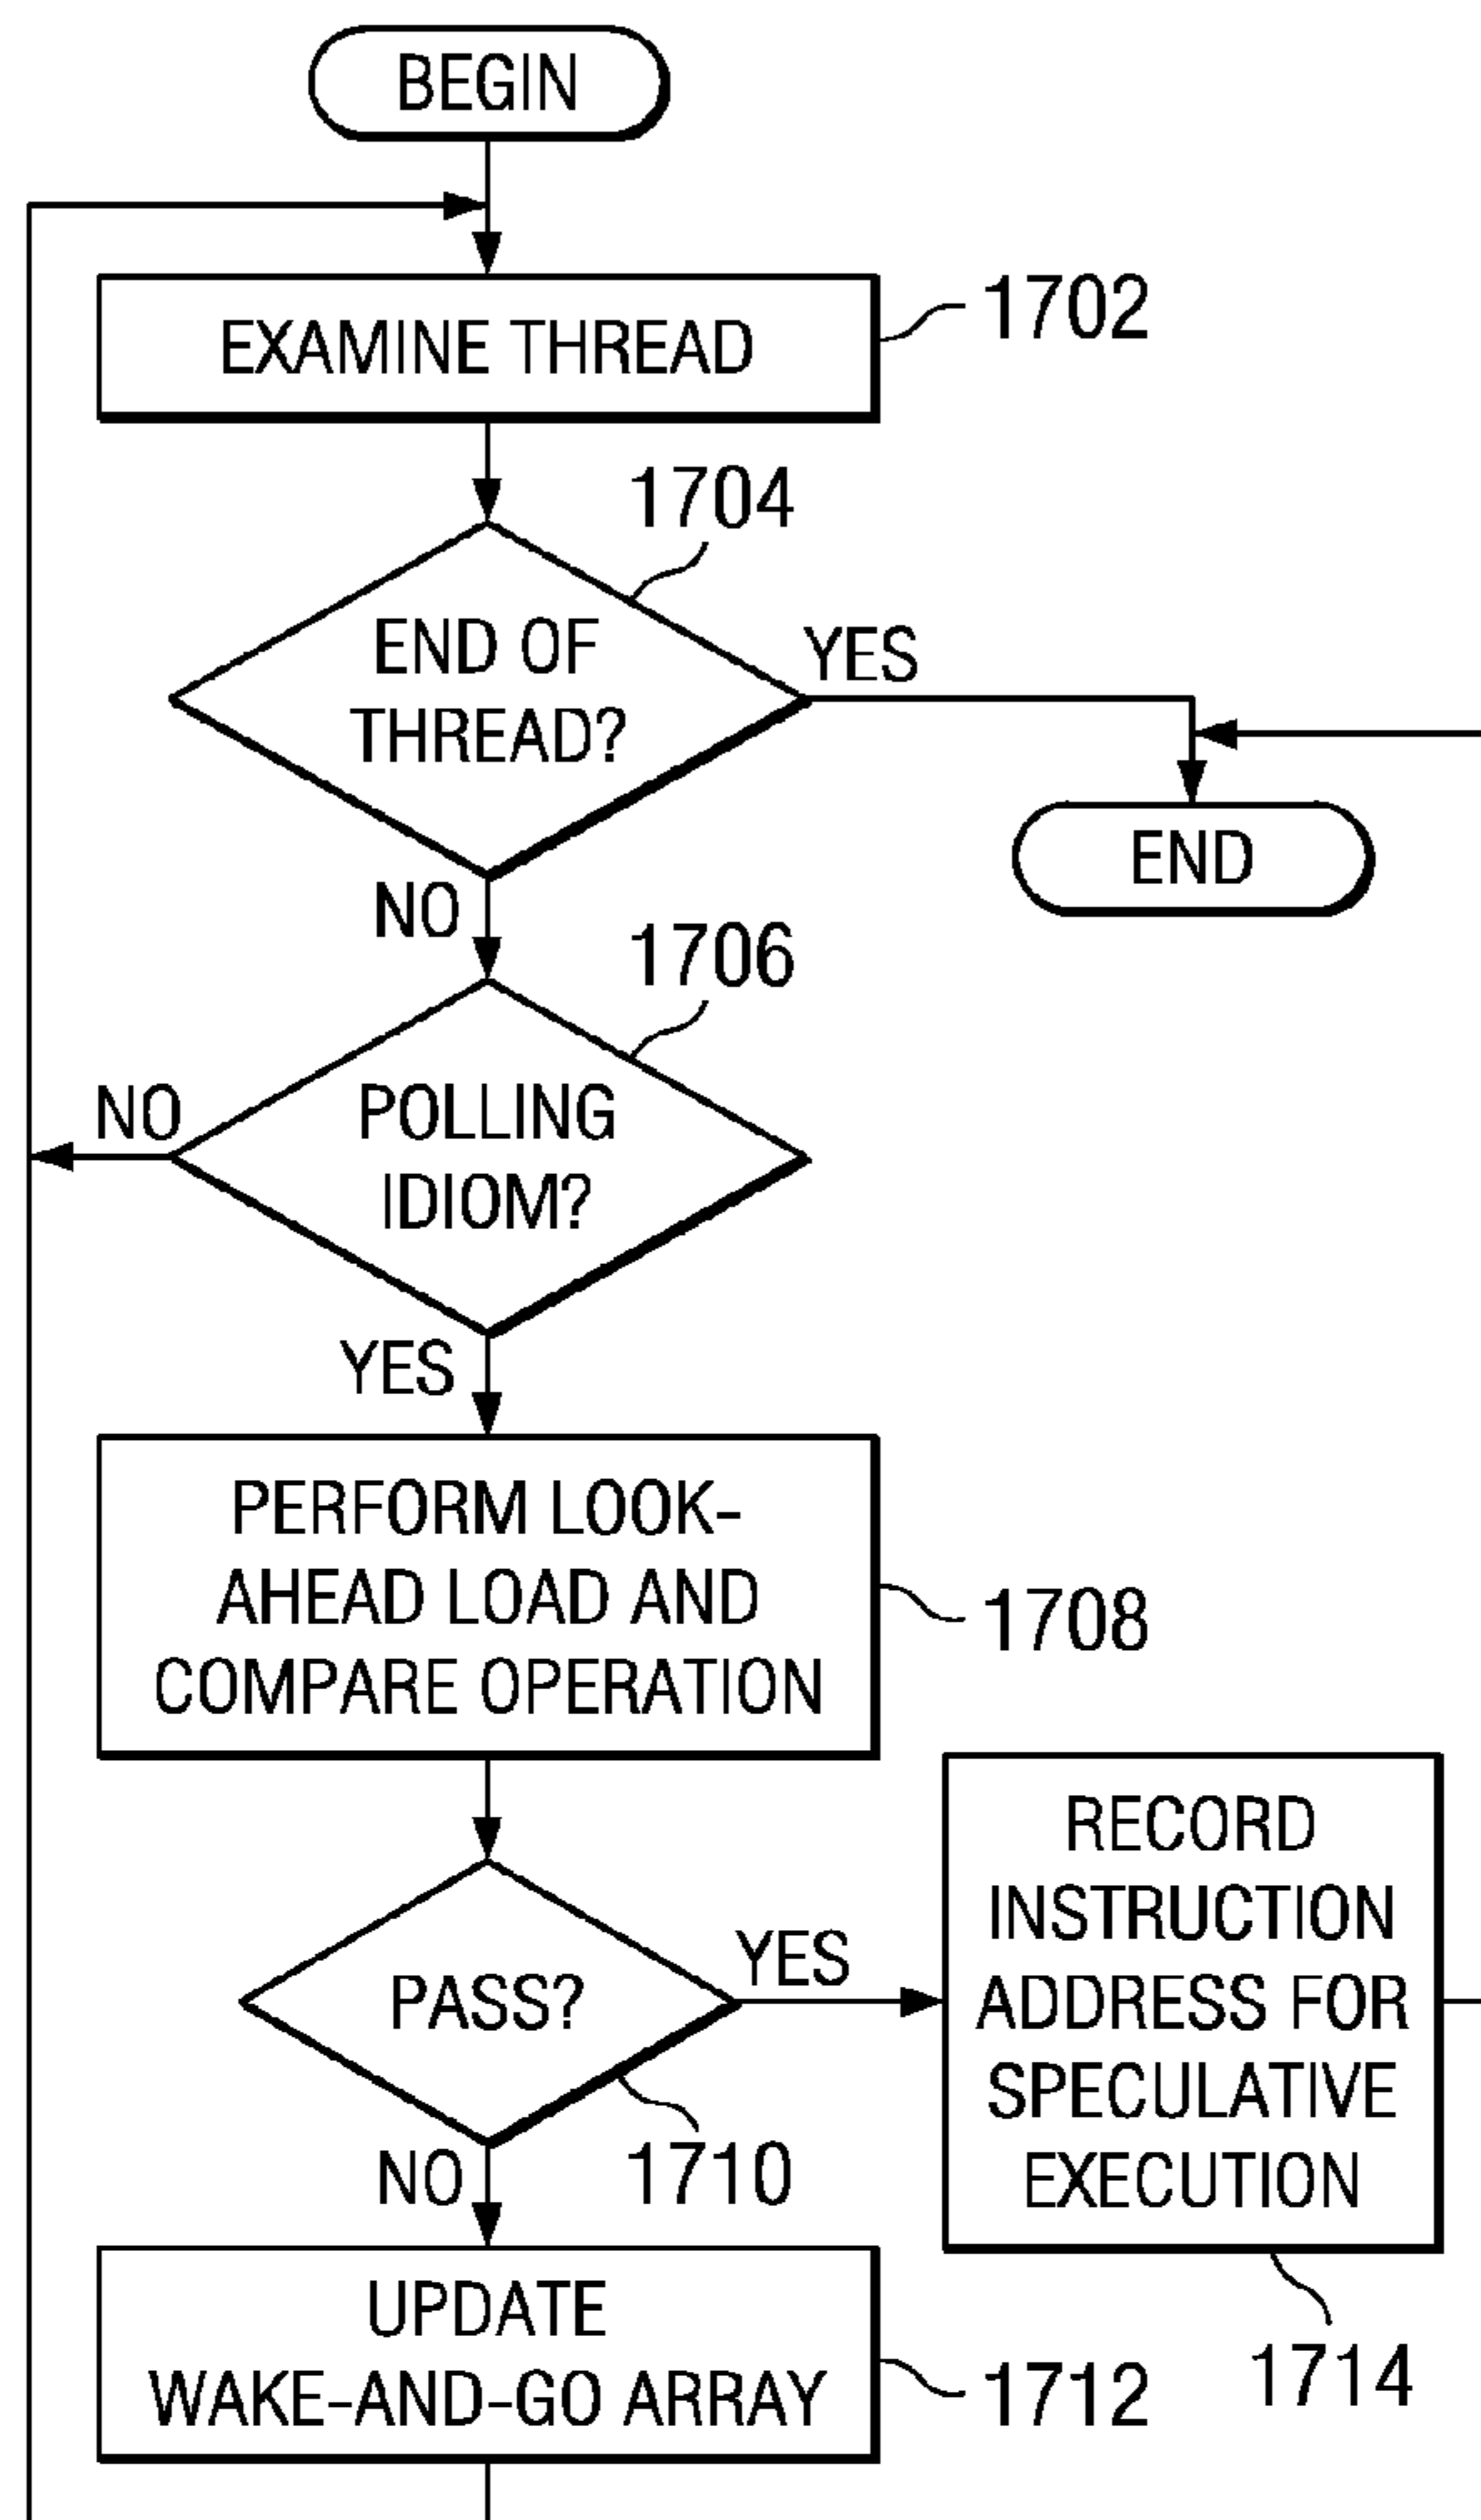 BEGIN
EXAMINE THREAD
1702
1704
END OF
THREAD?
YES
END
NO
1706
POLLING
IDIOM?
NO
YES
PERFORM LOOK-
AHEAD LOAD AND
COMPARE OPERATION
1708
PASS?
YES
1710
NO
RECORD
INSTRUCTION
ADDRESS FOR
SPECULATIVE
EXECUTION
1714
UPDATE
WAKE-AND-GO ARRAY
1712